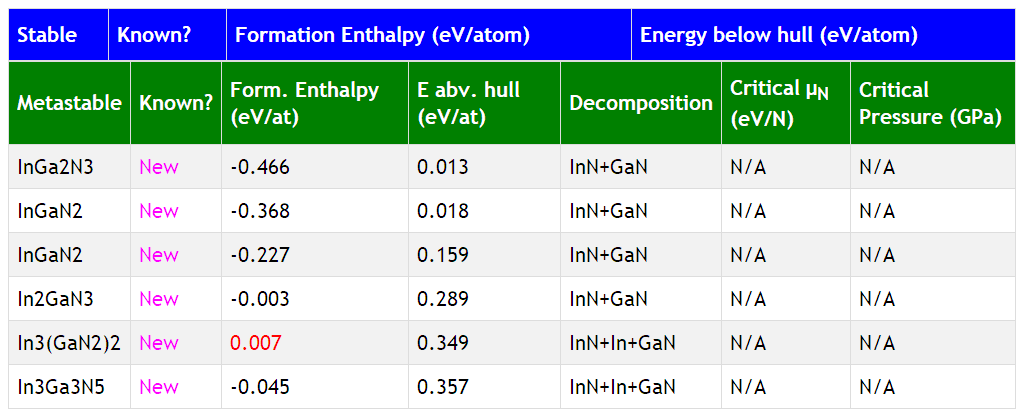 Stable Known? Formation Enthalpy (eV/atom) Energy below hull (eV/atom)
Metastable Known? Form. Enthalpy (eV/at) E abv. hull (eV/at) Decomposition Critical μN (eV/N) Critical Pressure (GPa)
InGa2N3 New -0.466 0.013 InN+GaN N/A N/A
InGaN2 New -0.368 0.018 InN+GaN N/A N/A
InGaN2 New -0.227 0.159 InN+GaN N/A N/A
In2GaN3 New -0.003 0.289 InN+GaN N/A N/A
In3(GaN2)2 New 0.007 0.349 InN+In+GaN N/A N/A
In3Ga3N5 New -0.045 0.357 InN+In+GaN N/A N/A